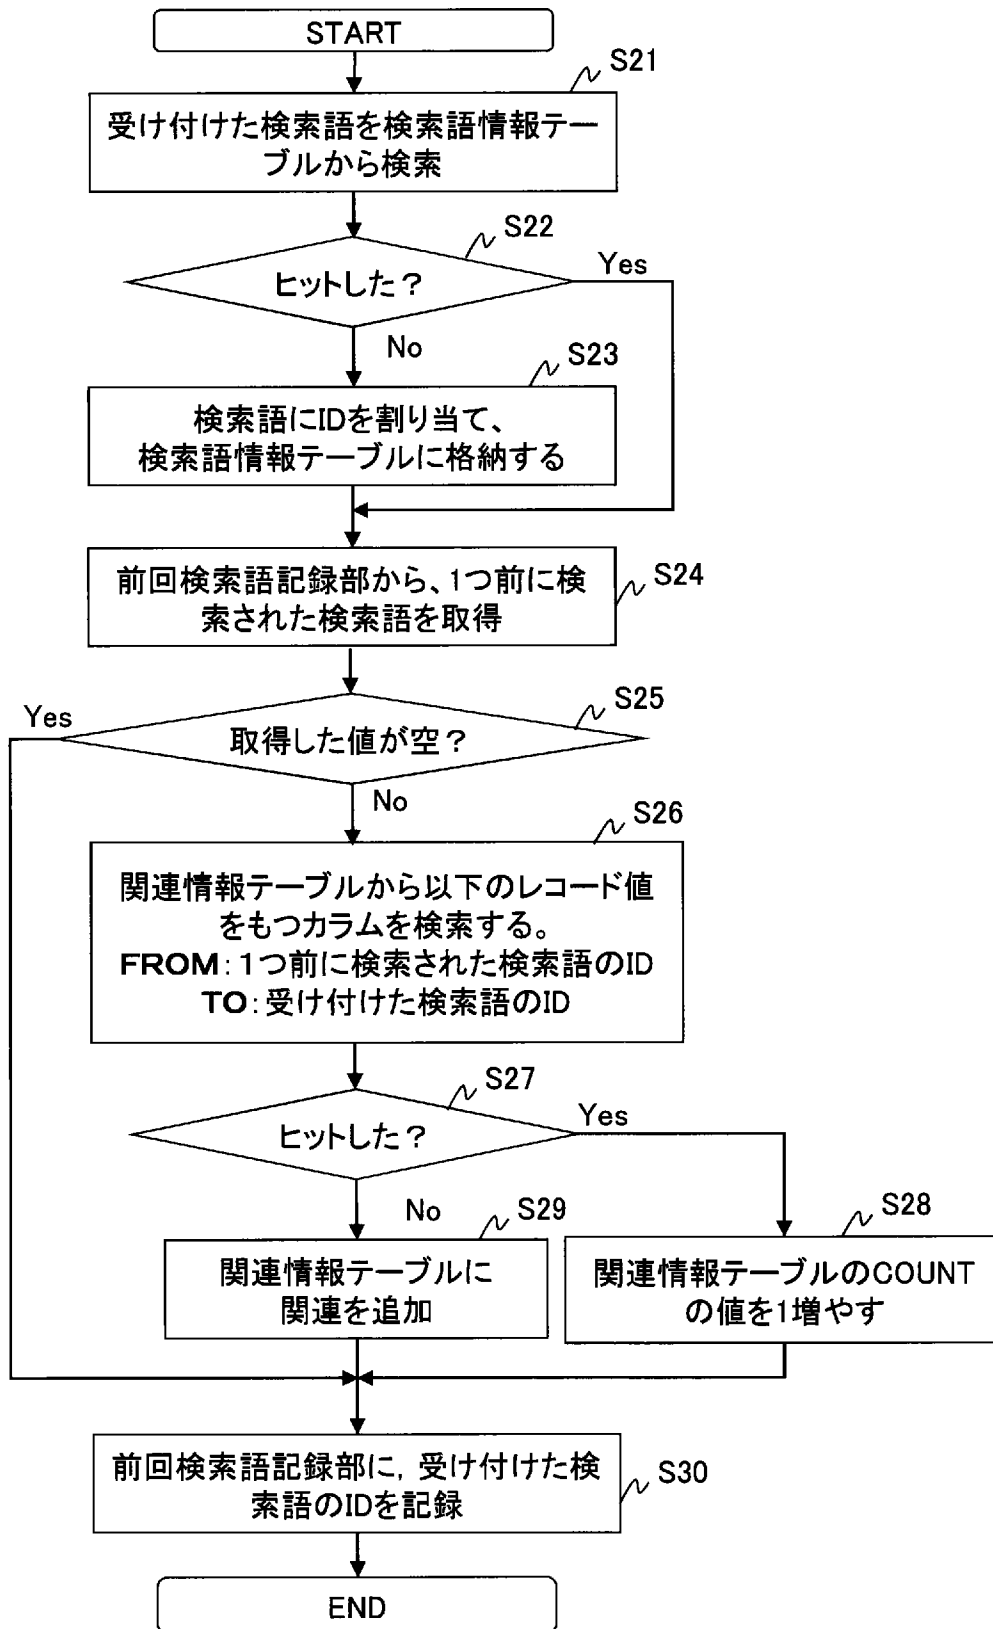 START
S21
受け付けた検索語を検索語情報テー
ブルから検索
S22
ヒットした？
Yes
No
S23
検索語にIDを割り当て、
検索語情報テーブルに格納する
前回検索語記録部から、1つ前に検
索された検索語を取得
S24
S25
Yes
取得した値が空？
No
S26
関連情報テーブルから以下のレコード値
をもつカラムを検索する。
FROM：1つ前に検索された検索語のID
TO：受け付けた検索語のID
S27
ヒットした？
Yes
No
S29
S28
関連情報テーブルに
関連を追加
関連情報テーブルのCOUNT
の値を1増やす
前回検索語記録部に，受け付けた検
索語のIDを記録
S30
END